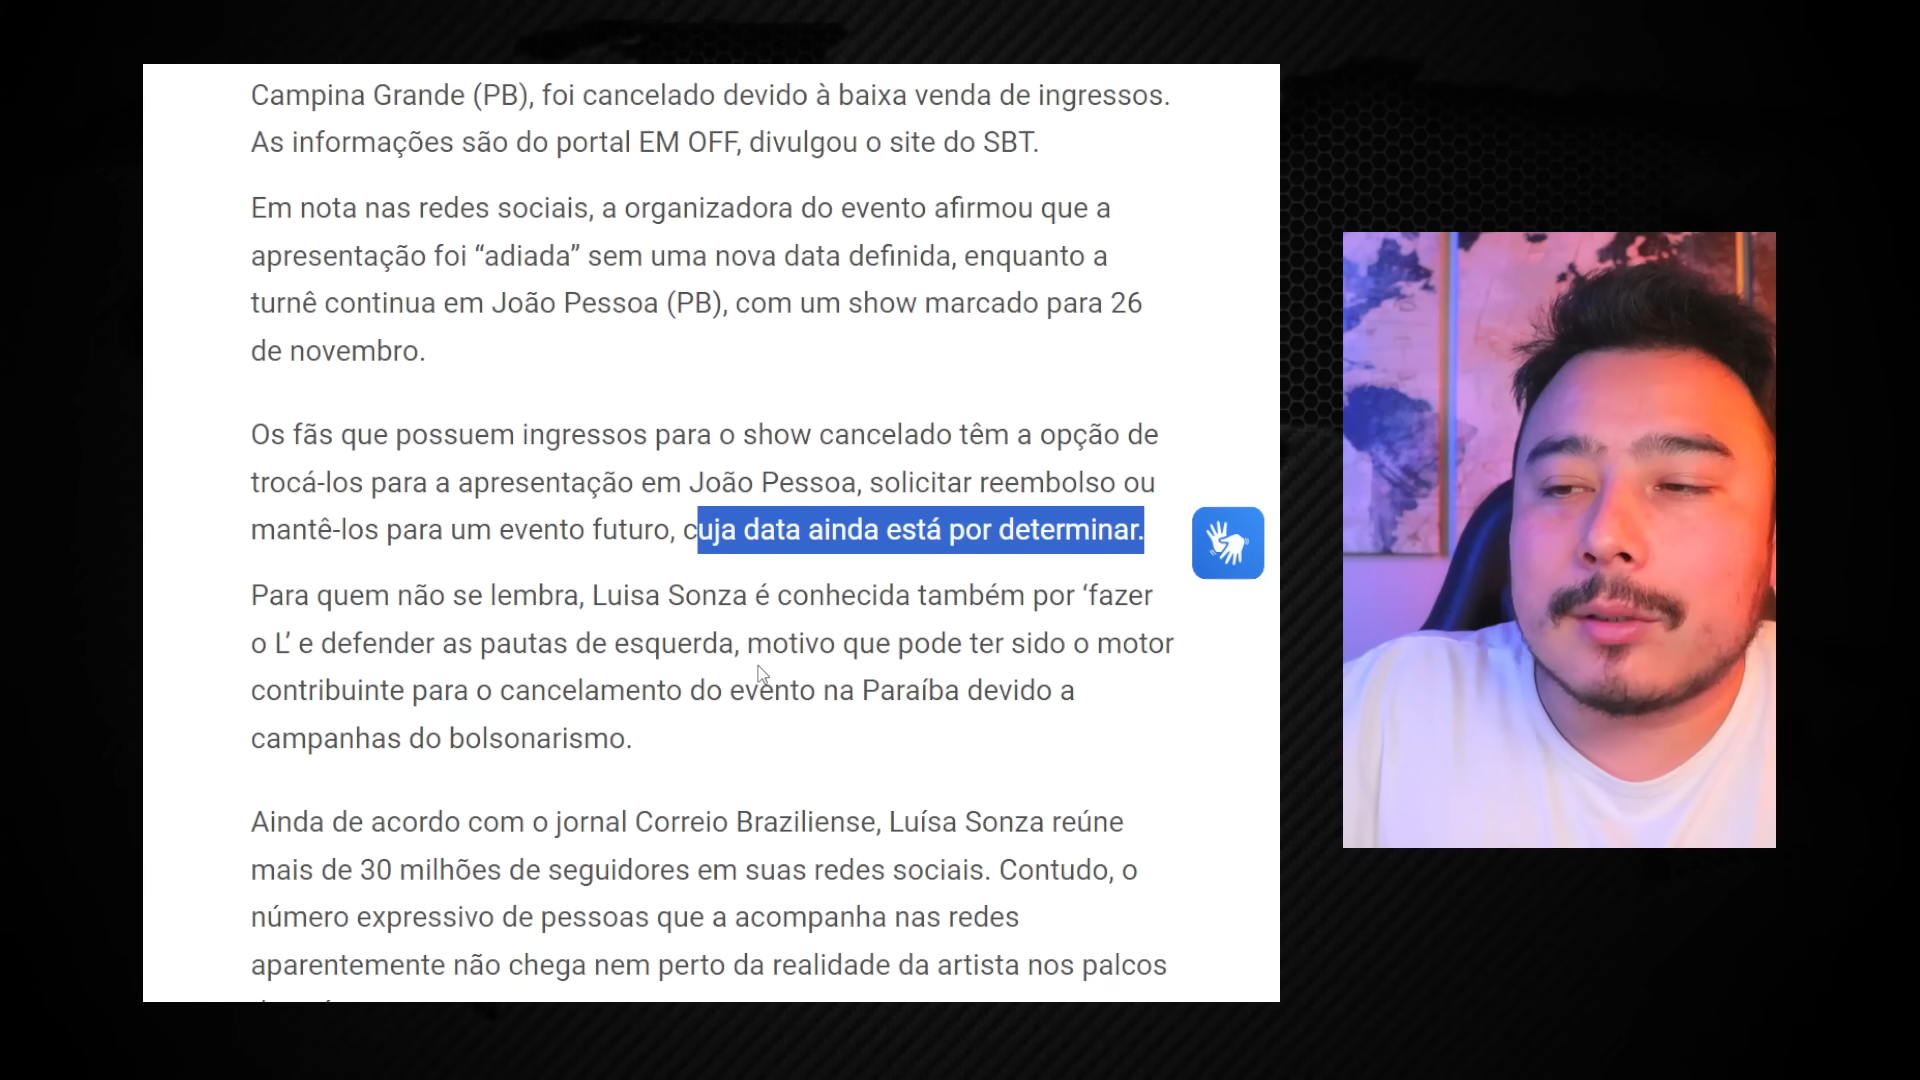 Campina Grande (PB), foi cancelado devido à baixa venda de ingressos.
As informações são do portal EM OFF, divulgou o site do SBT.
Em nota nas redes sociais, a organizadora do evento afirmou que a
apresentação foi “adiada” sem uma nova data definida, enquanto a
turnê continua em João Pessoa (PB), com um show marcado para 26
de novembro.
Os fãs que possuem ingressos para o show cancelado têm a opção de
trocá-los para a apresentação em João Pessoa, solicitar reembolso ou
mantê-los para um evento futuro, cuja data ainda está por determinar.
Para quem não se lembra, Luisa Sonza é conhecida também por ‘fazer
o L’ e defender as pautas de esquerda, motivo que pode ter sido o motor
contribuinte para o cancelamento do evento na Paraíba devido a
campanhas do bolsonarismo.
Ainda de acordo com o jornal Correio Braziliense, Luísa Sonza reúne
mais de 30 milhões de seguidores em suas redes sociais. Contudo, o
número expressivo de pessoas que a acompanha nas redes
aparentemente não chega nem perto da realidade da artista nos palcos